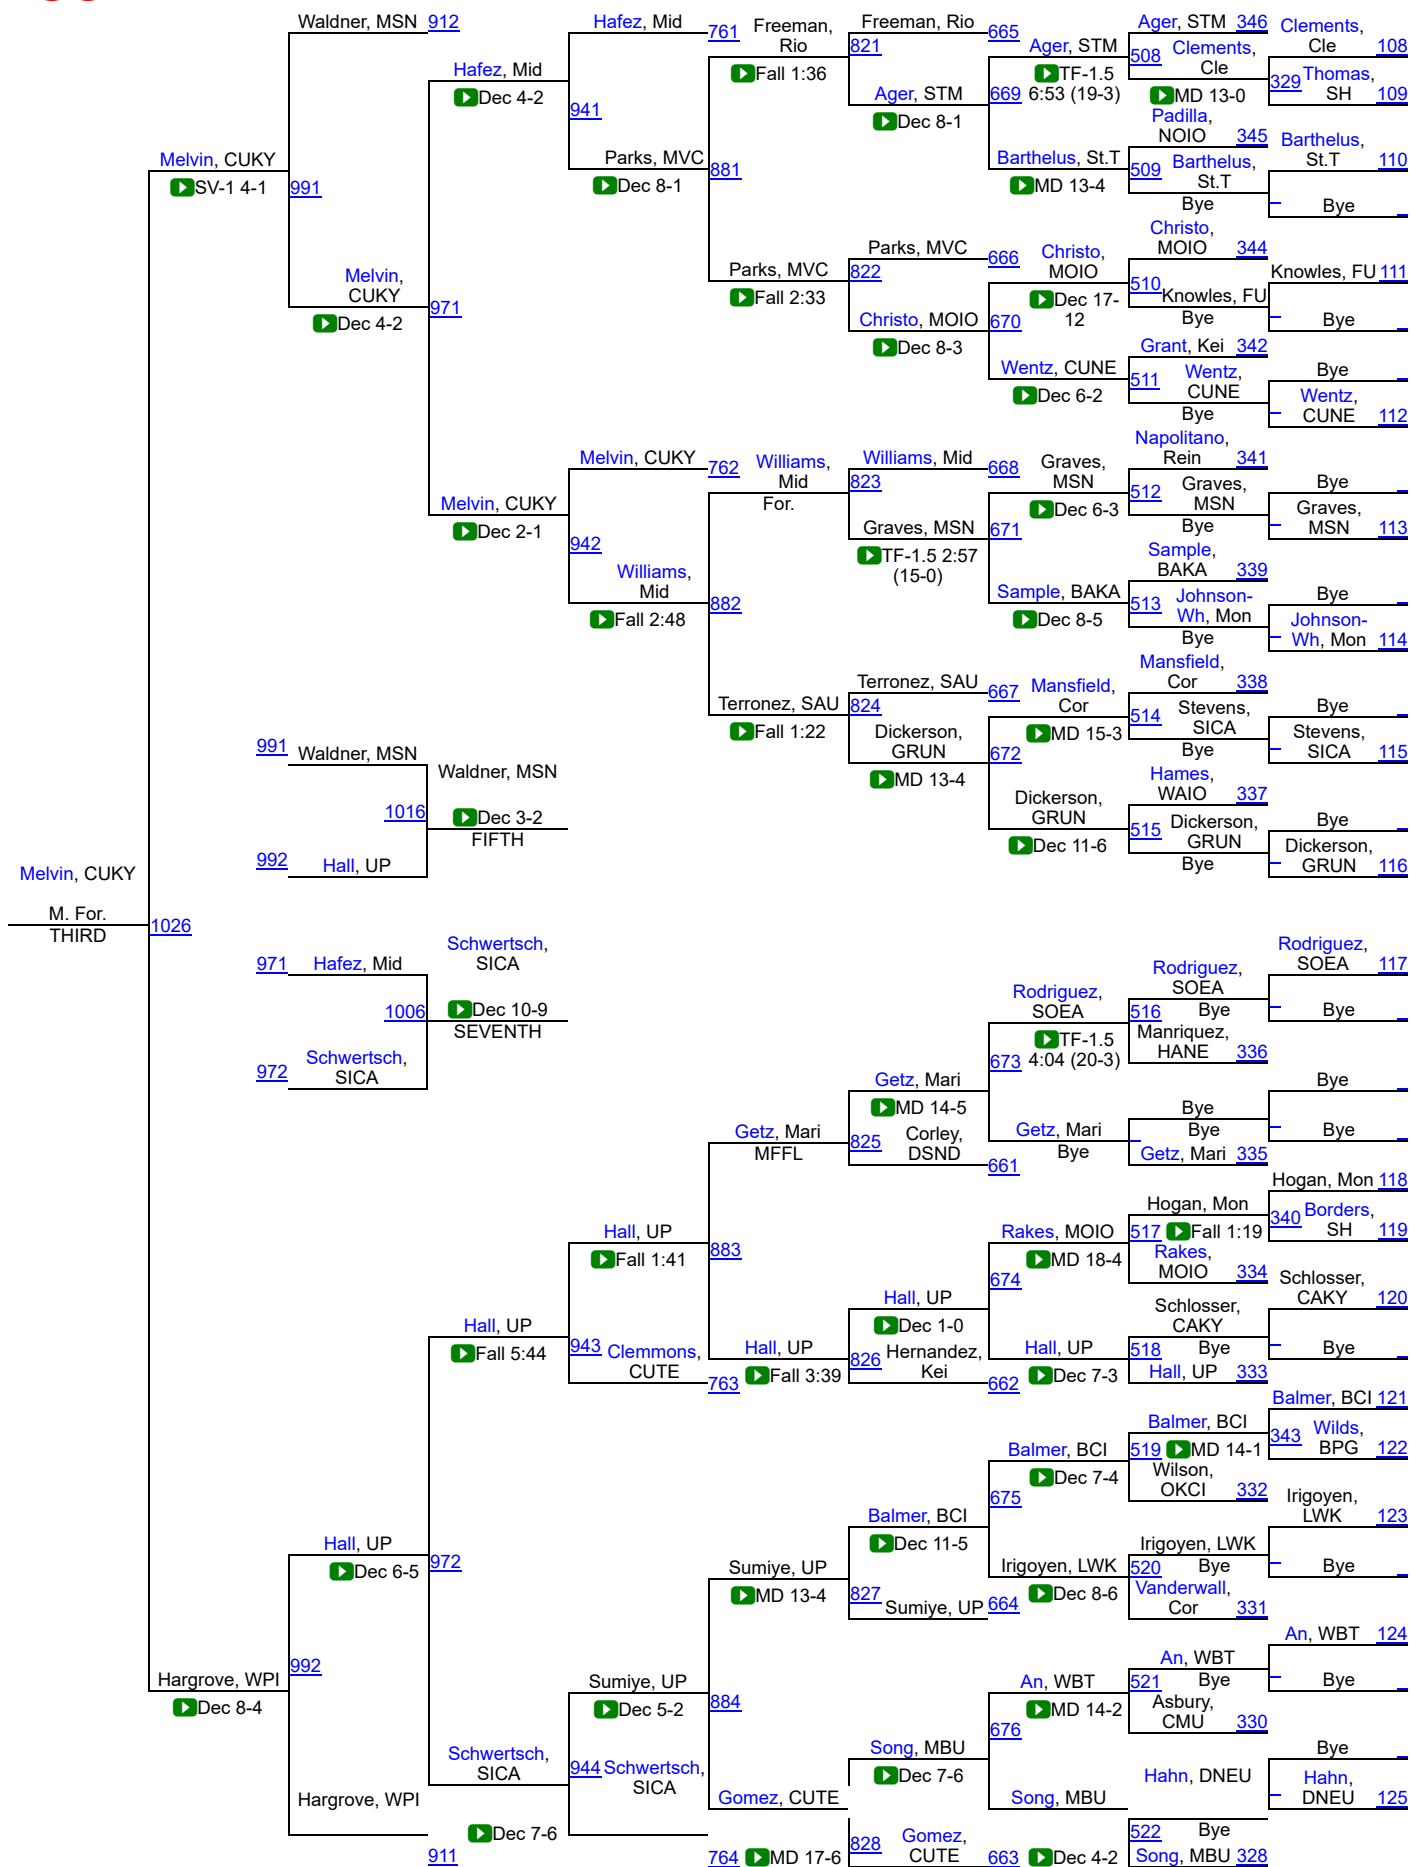 Waldner, MSN 912
Hafez, Mid
761 Freeman,
Rio
Fall 1:36
Freeman, Rio
821
665
Ager, STM
TF-1.5
6:53 (19-3)
Ager, STM 346
508 Clementes,
Cle
MD 13-0
Clements,
Cle 108
329 Thomas,
SH 109
Hafez, Mid
Dec 4-2
941
Ager, STM
Dec 8-1
669
Padilla,
NOIO 345
Barthelus,
St.T 110
Melvin, CUKY
SV-1 4-1
991
Parks, MVC
Dec 8-1
881
Barthelus, St.T
MD 13-4
509 Barthelus,
St.T
Bye
Bye
Christo,
MOIO 344
Melvin,
CUKY
Dec 4-2
971
Parks, MVC
Fall 2:33
Parks, MVC
822
666 Christo,
MOIO
Dec 17-
12
510
Knowles, FU
Bye
Knowles, FU 111
Bye
Christo, MOIO
Dec 8-3
670
Grant, Kei 342
Wentz, CUNE
Dec 6-2
511 Wentz,
CUNE
Bye
Bye
Wentz,
CUNE 112
Melvin, CUKY
Dec 2-1
Melvin, CUKY
942
762 Williams,
Mid
For.
Williams, Mid
823
668 Graves,
MSN
Dec 6-3
Napolitano,
Rein 341
512 Graves,
MSN
Bye
Bye
Graves,
MSN 113
Graves, MSN
TF-1.5 2:57
(15-0)
671
Sample,
BAKA 339
Williams,
Mid
Fall 2:48
882
Sample, BAKA
Dec 8-5
513 Johnson-
Wh, Mon
Bye
Bye
Johnson-
Wh, Mon 114
Terronez, SAU
Fall 1:22
Terronez, SAU
824
667 Mansfield,
Cor
MD 15-3
Mansfield,
Cor 338
514 Stevens,
SICA
Bye
Bye
Stevens,
SICA 115
Dickerson,
GRUN
MD 13-4
672
Hames,
WAIO 337
Dickerson,
GRUN
Dec 11-6
515 Dickerson,
GRUN
Bye
Bye
Dickerson,
GRUN 116
991 Waldner, MSN
Waldner, MSN
1016
Dec 3-2
FIFTH
992 Hall, UP
Melvin, CUKY
M. For.
THIRD
1026
971 Hafez, Mid
Schwertsch,
SICA
1006
Dec 10-9
SEVENTH
972 Schwertsch,
SICA
Rodriguez,
SOEA
TF-1.5
4:04 (20-3)
Rodriguez,
SOEA
516 Bye
Manriquez,
HANE 336
Rodriguez,
SOEA 117
Bye
Getz, Mari
MD 14-5
673
Getz, Mari
MFFL
825 Corley,
DSND
661
Getz, Mari
Bye
Bye
Bye
Getz, Mari 335
Bye
Bye
Hall, UP
Fall 1:41
883
Rakes, MOIO
MD 18-4
Hogan, Mon
517 Fall 1:19
Rakes,
MOIO 334
Hogan, Mon 118
340 Borders,
SH 119
Hall, UP
Dec 1-0
674
Hall, UP
Fall 5:44
943 Clemmons,
CUTE
763
Hall, UP
Fall 3:39
826 Hernandez,
Kei
662
Hall, UP
Dec 7-3
Schlosser,
CAKY
518 Bye
Hall, UP 333
Schlosser,
CAKY 120
Bye
Balmer, BCI
Dec 7-4
Balmer, BCI
519 MD 14-1
Wilson,
OKCI 332
Balmer, BCI 121
343 Wilds,
BPG 122
Hall, UP
Dec 6-5
972
Sumiye, UP
MD 13-4
Balmer, BCI
Dec 11-5
827
Sumiye, UP 664
675
Irigoyen, LWK
Dec 8-6
Irigoyen, LWK
520 Bye
Vanderwall,
Cor 331
Irigoyen,
LWK 123
Bye
Hargrove, WPI
Dec 8-4
992
Sumiye, UP
Dec 5-2
884
An, WBT
MD 14-2
An, WBT
521 Bye
Asbury,
CMU 330
An, WBT 124
Bye
Schwertsch,
SICA
Dec 7-6
944 Schwertsch,
SICA
Song, MBU
Dec 7-6
676
Hargrove, WPI
911
Gomez, CUTE
764 MD 17-6
828 Gomez,
CUTE
663
Song, MBU
Dec 4-2
Hahn, DNEU
522 Bye
Song, MBU 328
Bye
Hahn,
DNEU 125